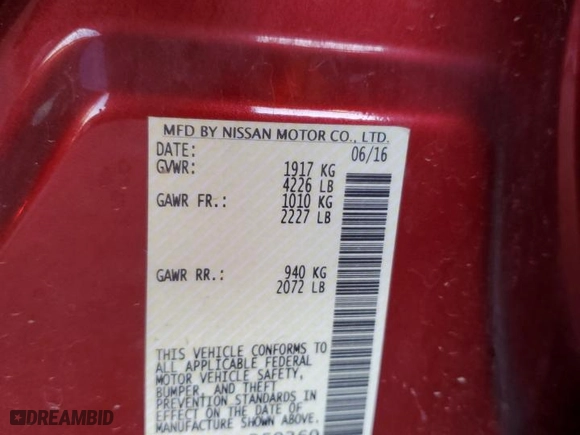 MFD BY NISSAN MOTOR CO., LTD.
DATE: 06/16
GVWR: 1917 KG
4226 LB
GAWR FR.: 1010 KG
2227 LB
GAWR RR.: 940 KG
2072 LB
THIS VEHICLE CONFORMS TO
ALL APPLICABLE FEDERAL
MOTOR VEHICLE SAFETY,
BUMPER, AND THEFT
PREVENTION STANDARDS IN
EFFECT ON THE DATE OF
MANUFACTURE SHOWN ABOVE.
DREAMBID